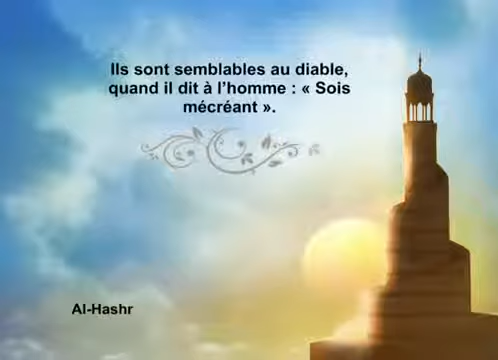 Ils sont semblables au diable,
quand il dit à l’homme : « Sois
mécréant ».
Al-Hashr